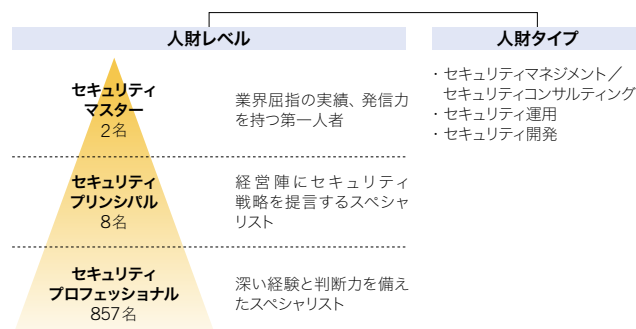 人財レベル
セキュリティ
マスター
2名
業界屈指の実績、発信力
を持つ第一人者
セキュリティ
プリンシパル
8名
経営陣にセキュリティ
戦略を提言するスペシャ
リスト
セキュリティ
プロフェッショナル
857名
深い経験と判断力を備え
たスペシャリスト
人財タイプ
・セキュリティマネジメント／
セキュリティコンサルティング
・セキュリティ運用
・セキュリティ開発